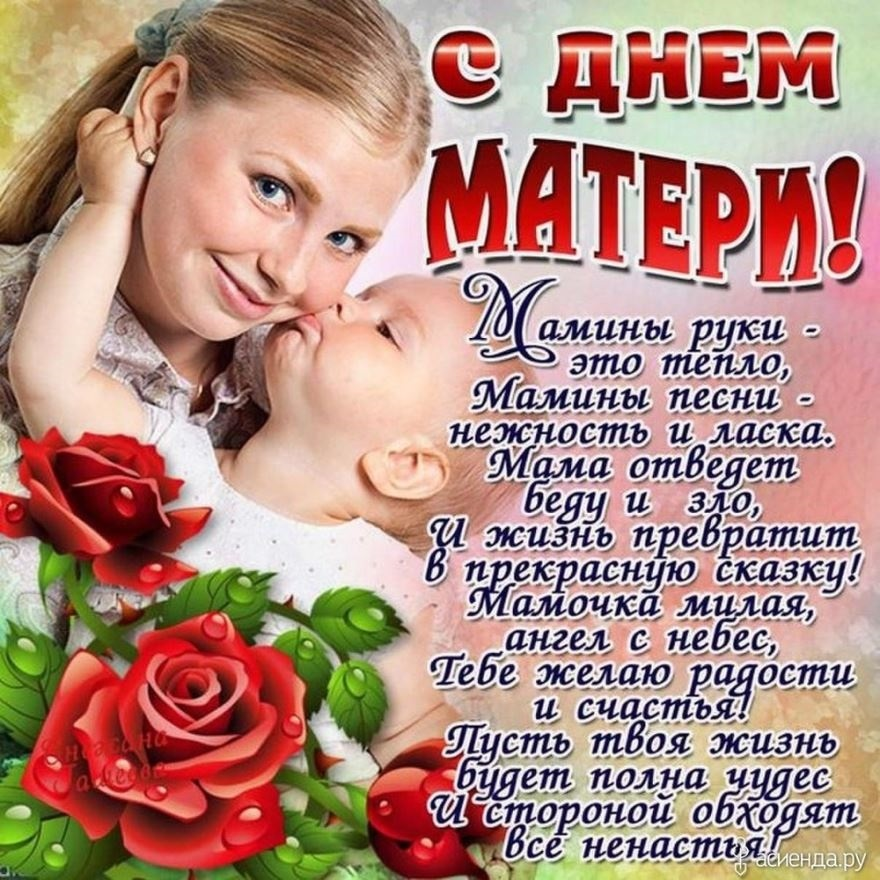 С ДНЕМ
МАТЕРИ!
Мамины руки -
это тепло,
Мамины песни -
нежность и ласка.
Мама отведет
беду и зло,
И жизнь превратит
в прекрасную сказку!
Мамочка милая,
ангел с небес,
Тебе желаю радости
и счастья!
Пусть твоя жизнь
будет полна чудес
И стороной обходят
все ненастья!
Снежана
асиенда.ру